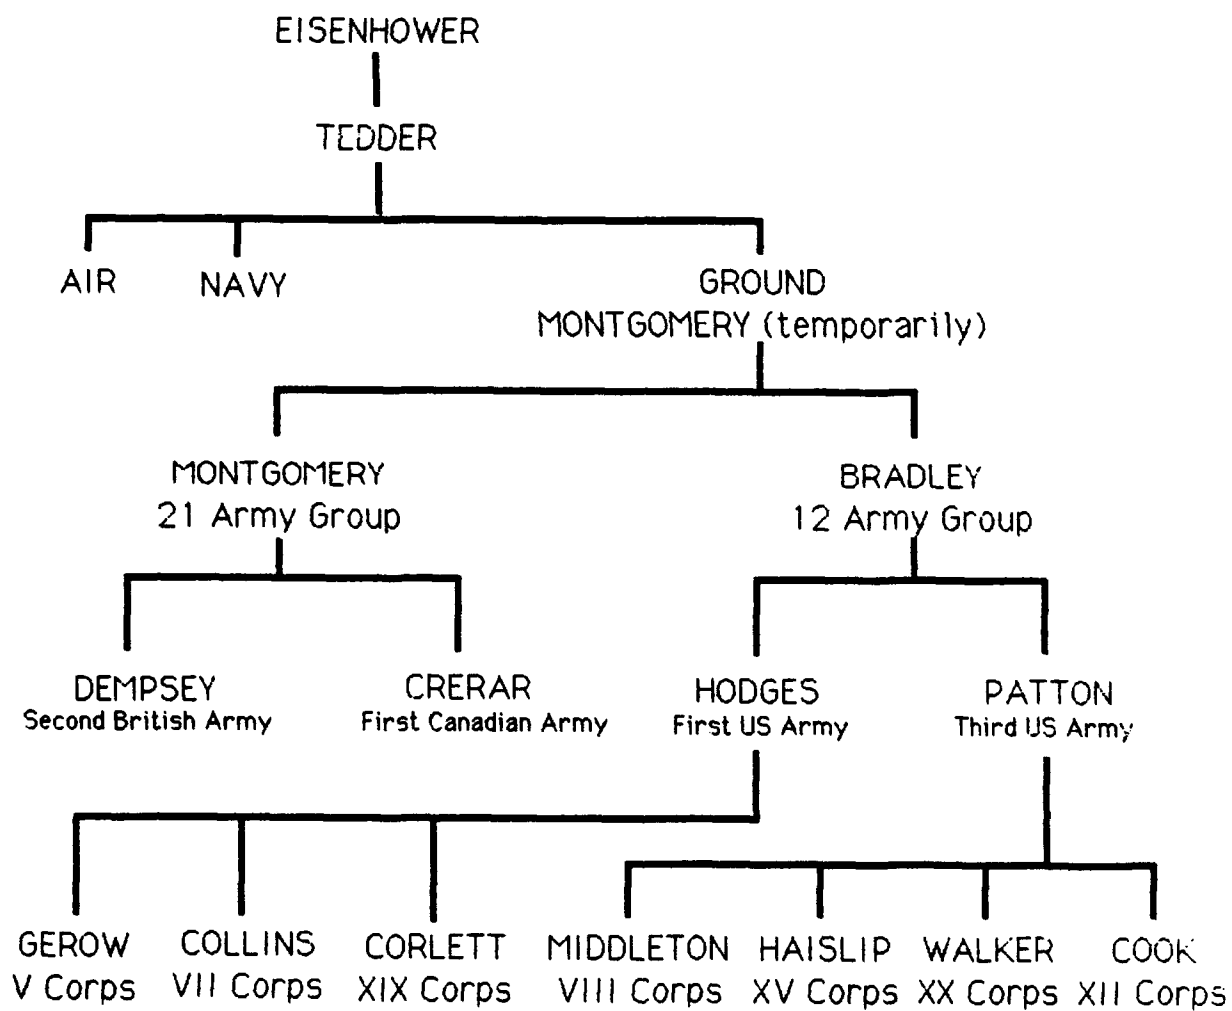 EISENHOWER
TEDDER
AIR
NAVY
GROUND
MONTGOMERY (temporarily)
MONTGOMERY
21 Army Group
BRADLEY
12 Army Group
DEMPSEY
Second British Army
CRERAR
First Canadian Army
HODGES
First US Army
PATTON
Third US Army
GEROW
V Corps
COLLINS
VII Corps
CORLETT
XIX Corps
MIDDLETON
VIII Corps
HAISLIP
XV Corps
WALKER
XX Corps
COOK
XII Corps